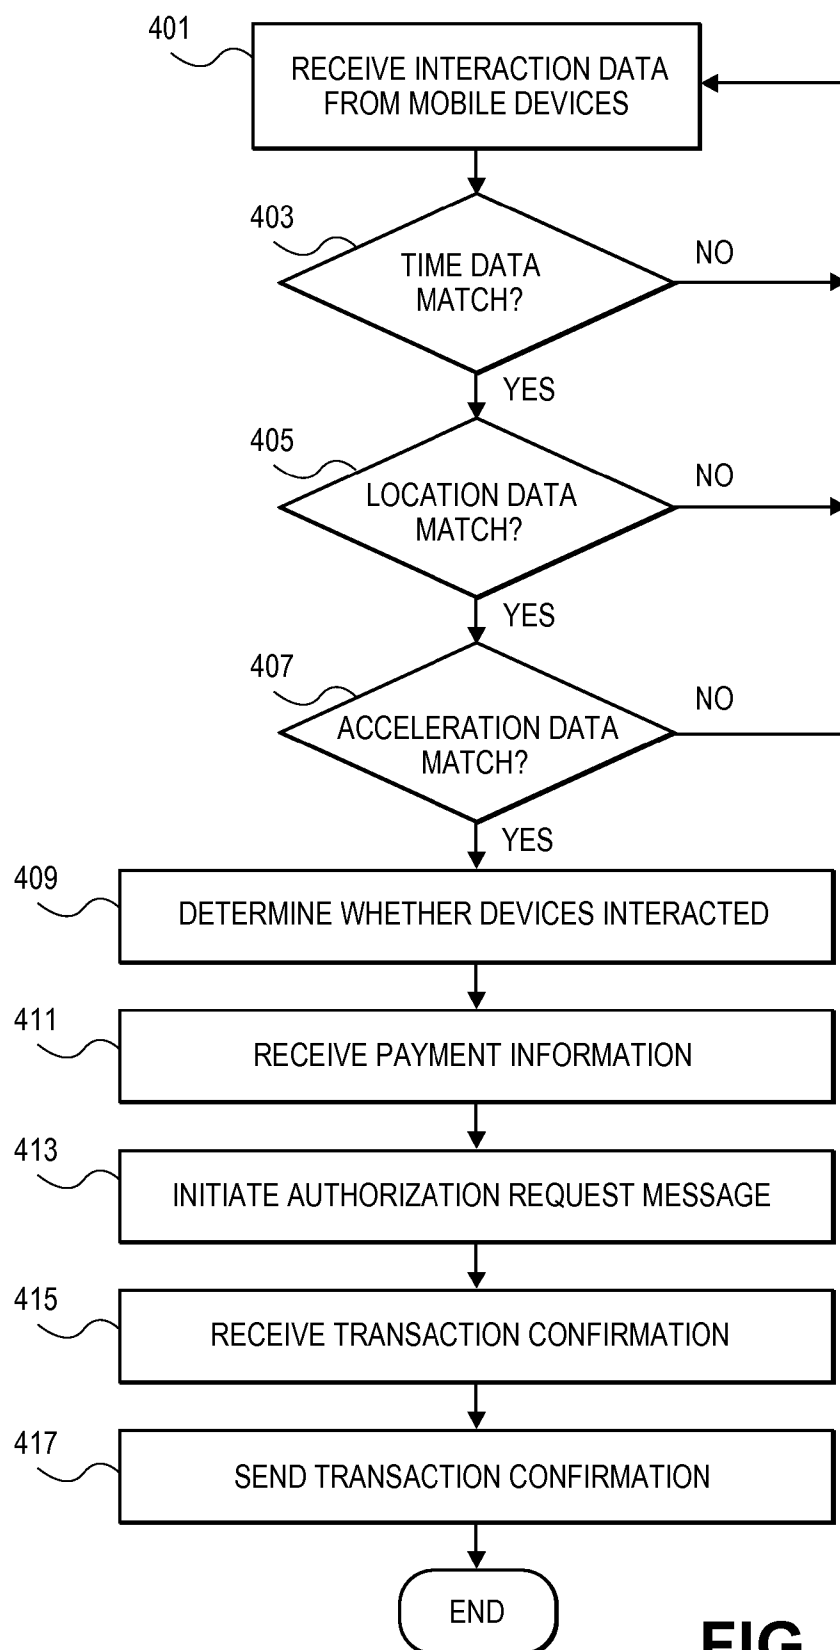 401
RECEIVE INTERACTION DATA
FROM MOBILE DEVICES
403
TIME DATA
MATCH?
NO
YES
405
LOCATION DATA
MATCH?
NO
YES
407
ACCELERATION DATA
MATCH?
NO
YES
409
DETERMINE WHETHER DEVICES INTERACTED
411
RECEIVE PAYMENT INFORMATION
413
INITIATE AUTHORIZATION REQUEST MESSAGE
415
RECEIVE TRANSACTION CONFIRMATION
417
SEND TRANSACTION CONFIRMATION
END
FIG